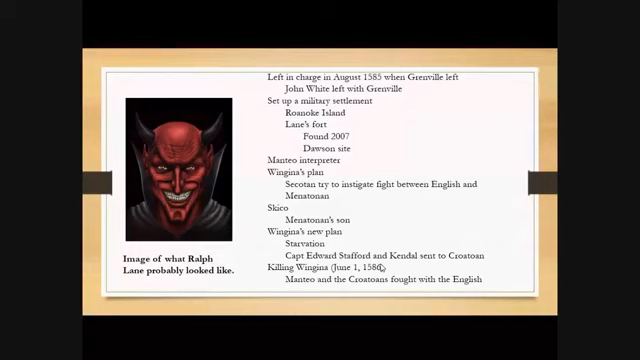 Left in charge in August 1585 when Grenville left
John White left with Grenville
Set up a military settlement
Roanoke Island
Lane's fort
Found 2007
Dawson site
Manteo interpreter
Wingina's plan
Secotan try to instigate fight between English and
Menatonan
Skico
Menatonan's son
Wingina's new plan
Starvation
Capt Edward Stafford and Kendal sent to Croatoan
Killing Wingina (June 1, 1586)
Manteo and the Croatoans fought with the English
Image of what Ralph
Lane probably looked like.